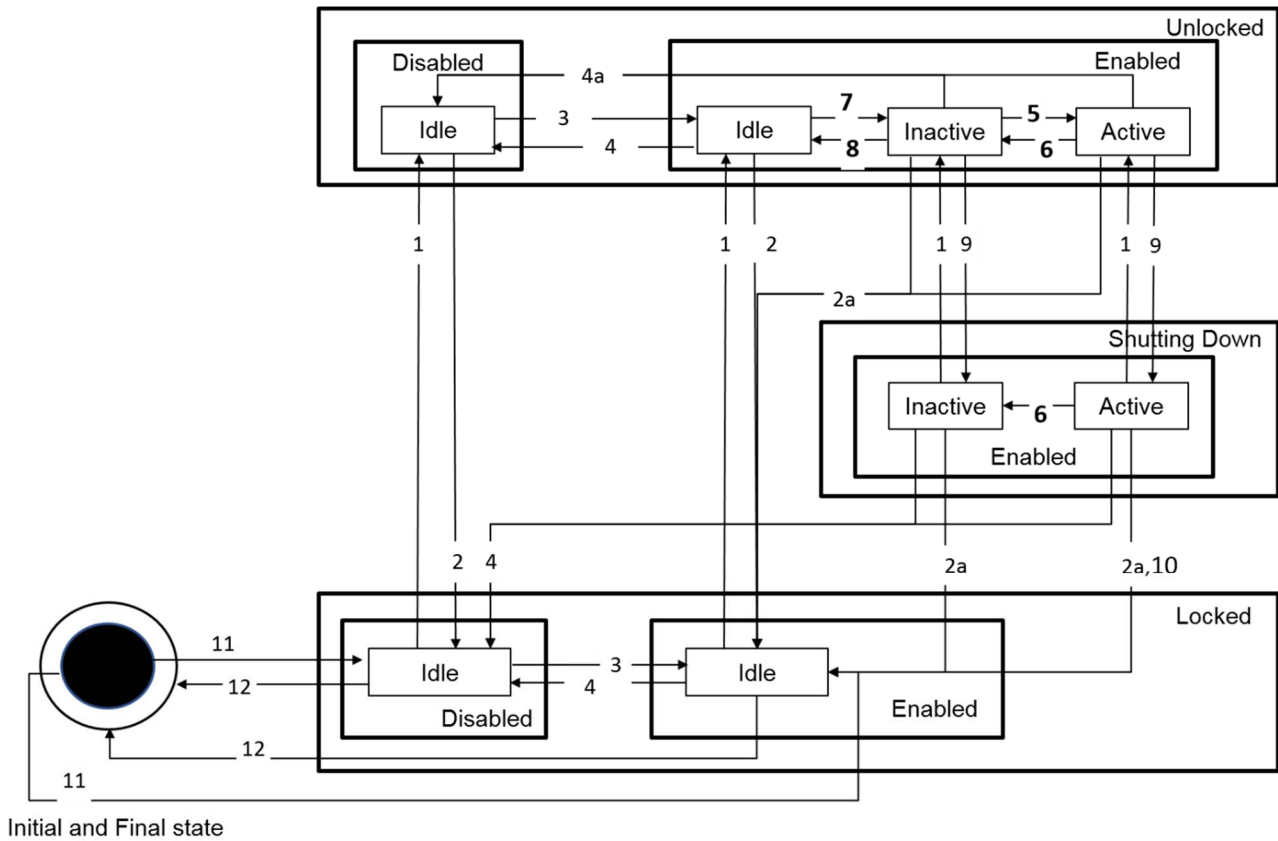 Unlocked
Disabled
4a
Enabled
Idle
3
4
Idle
7
8
Inactive
5
6
Active
1
1
2
1
9
1
9
2a
Shutting Down
Inactive
6
Active
Enabled
2
4
2a
2a,10
Locked
11
12
Idle
3
4
Idle
Disabled
Enabled
12
11
Initial and Final state